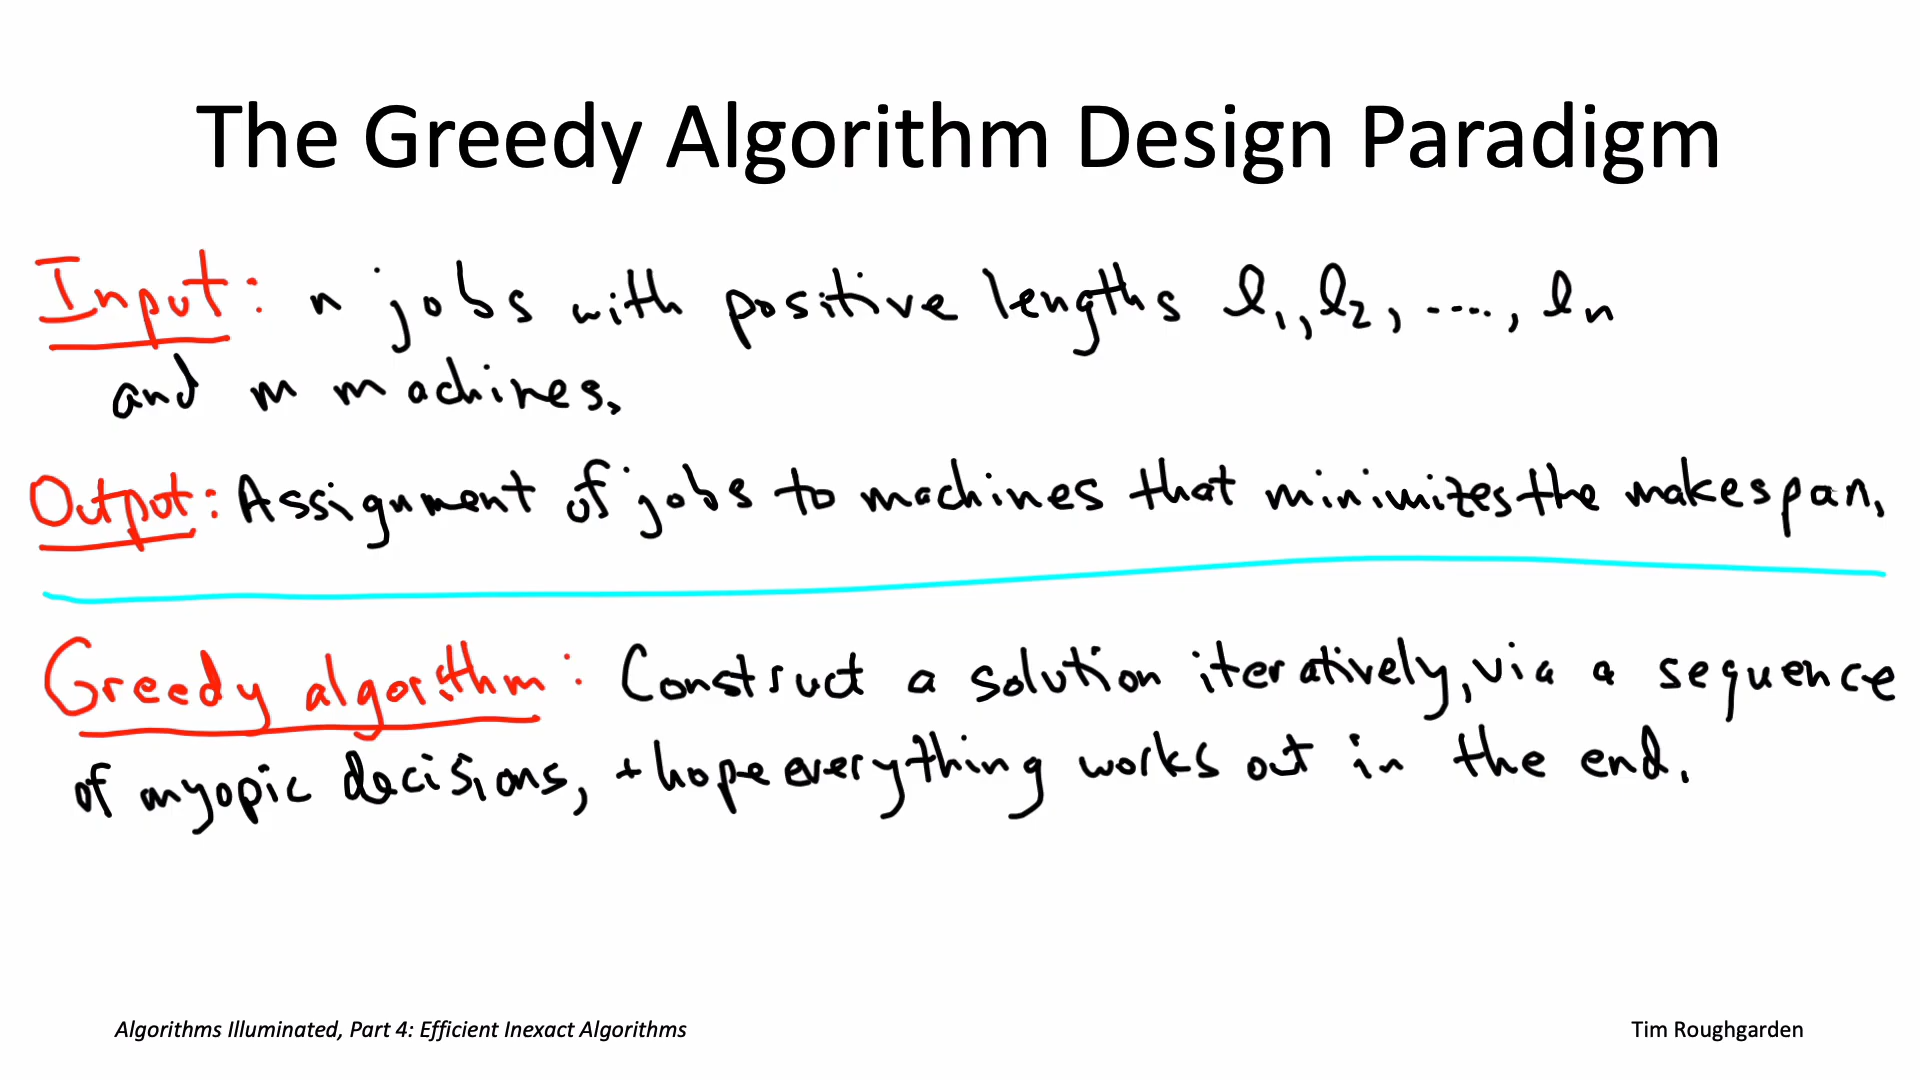 The Greedy Algorithm Design Paradigm
Input: n jobs with positive lengths l1, l2, ...., ln
and m machines.
Output: Assignment of jobs to machines that minimizes the makespan.
Greedy algorithm: Construct a solution iteratively, via a sequence
of myopic decisions, + hope everything works out in the end.
Algorithms Illuminated, Part 4: Efficient Inexact Algorithms
Tim Roughgarden